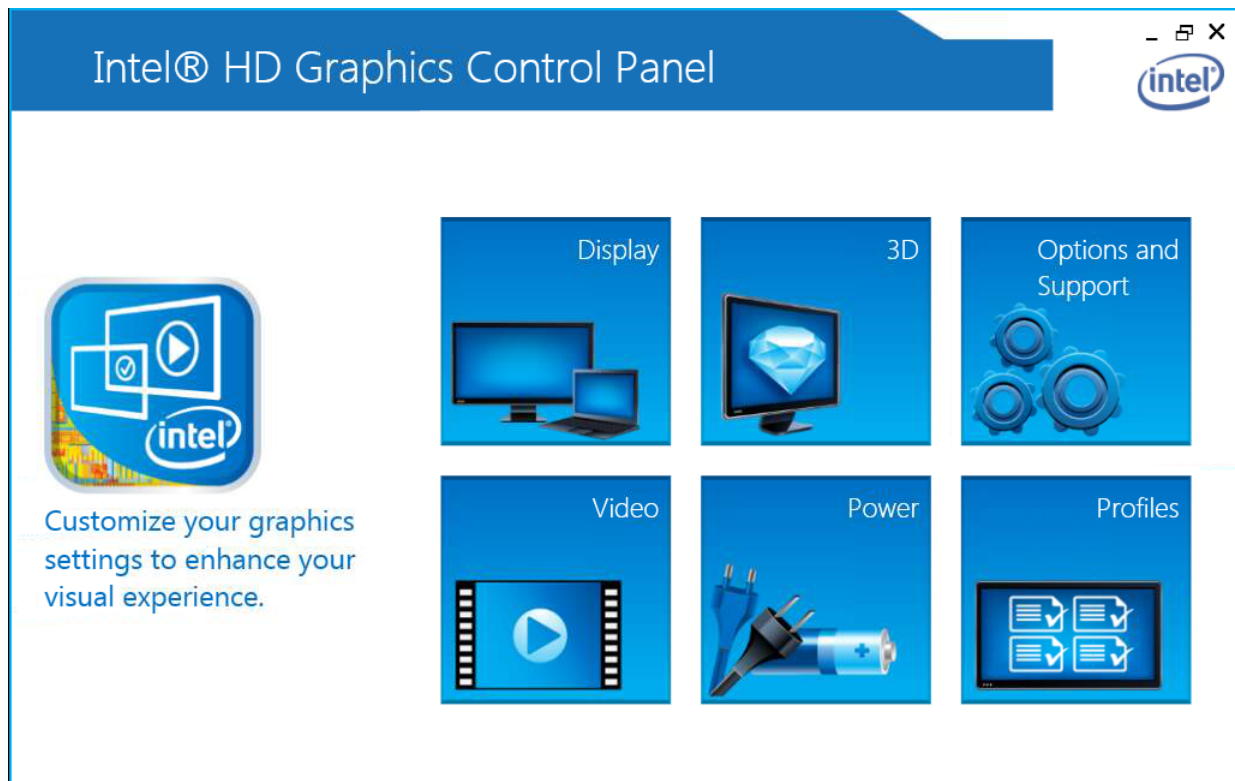 Intel® HD Graphics Control Panel
intel®
Display
3D
Options and
Support
intel®
Customize your graphics
settings to enhance your
visual experience.
Video
Power
Profiles